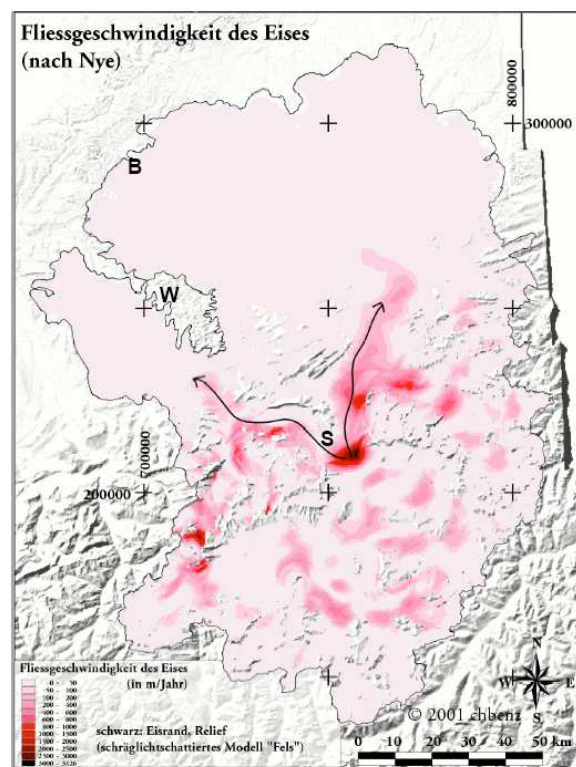 Fliessgeschwindigkeit des Eises
(nach Nye)
800000
300000
B
W
S
700000
200000
N
W E
S
© 2001 chbenz
Fliessgeschwindigkeit des Eises
(in m/Jahr)
schwarz: Eisrand, Relief
(schräglichtschattiertes Modell "Fels")
0 10 20 30 40 50 km